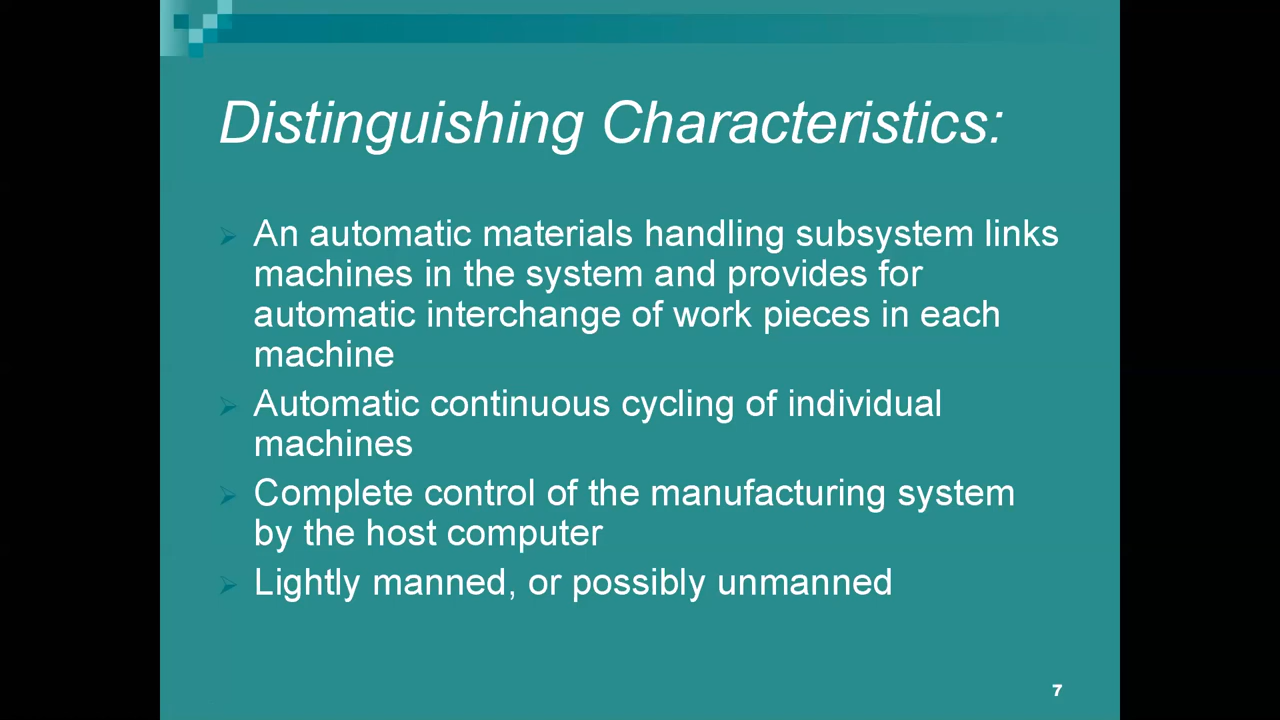 Distinguishing Characteristics:
An automatic materials handling subsystem links
machines in the system and provides for
automatic interchange of work pieces in each
machine
Automatic continuous cycling of individual
machines
Complete control of the manufacturing system
by the host computer
Lightly manned, or possibly unmanned
7